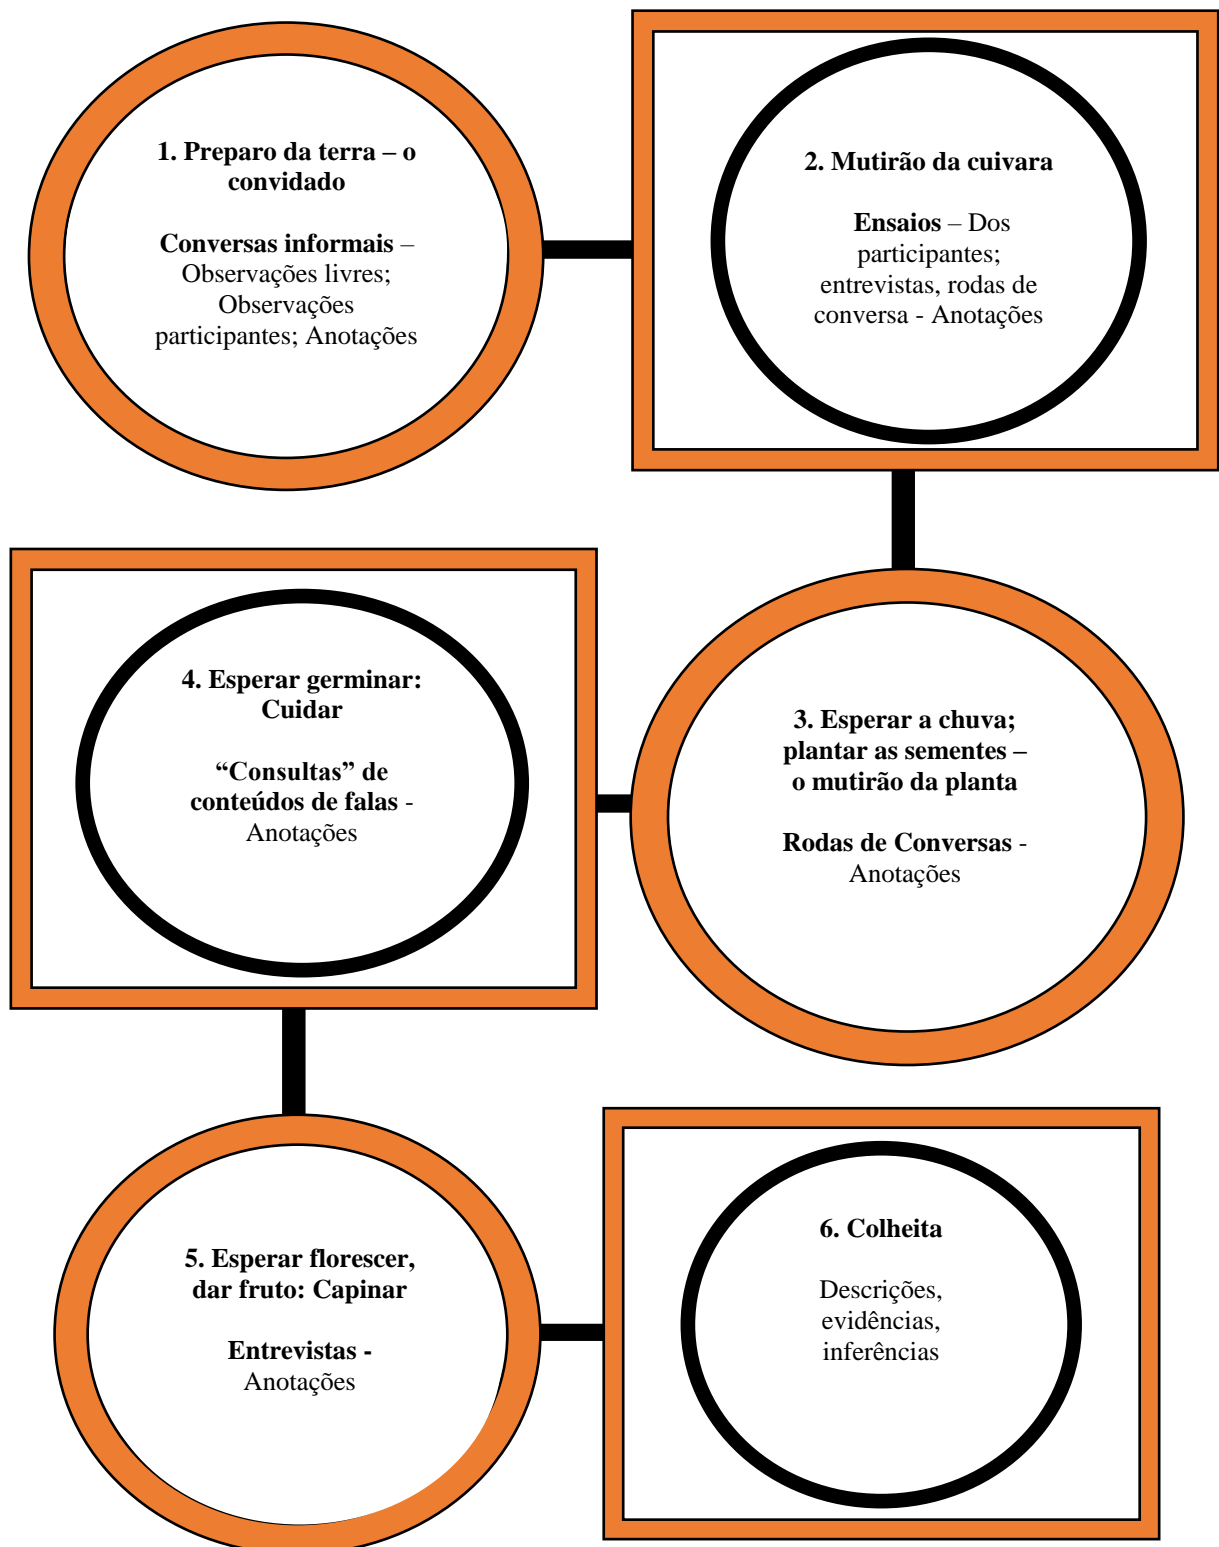 1. Preparo da terra – o
convidado
Conversas informais –
Observações livres;
Observações
participantes; Anotações
2. Mutirão da cuivara
Ensaios – Dos
participantes;
entrevistas, rodas de
conversa - Anotações
3. Esperar a chuva;
plantar as sementes –
o mutirão da planta
Rodas de Conversas -
Anotações
4. Esperar germinar:
Cuidar
“Consultas” de
conteúdos de falas -
Anotações
5. Esperar florescer,
dar fruto: Capinar
Entrevistas -
Anotações
6. Colheita
Descrições,
evidências,
inferências